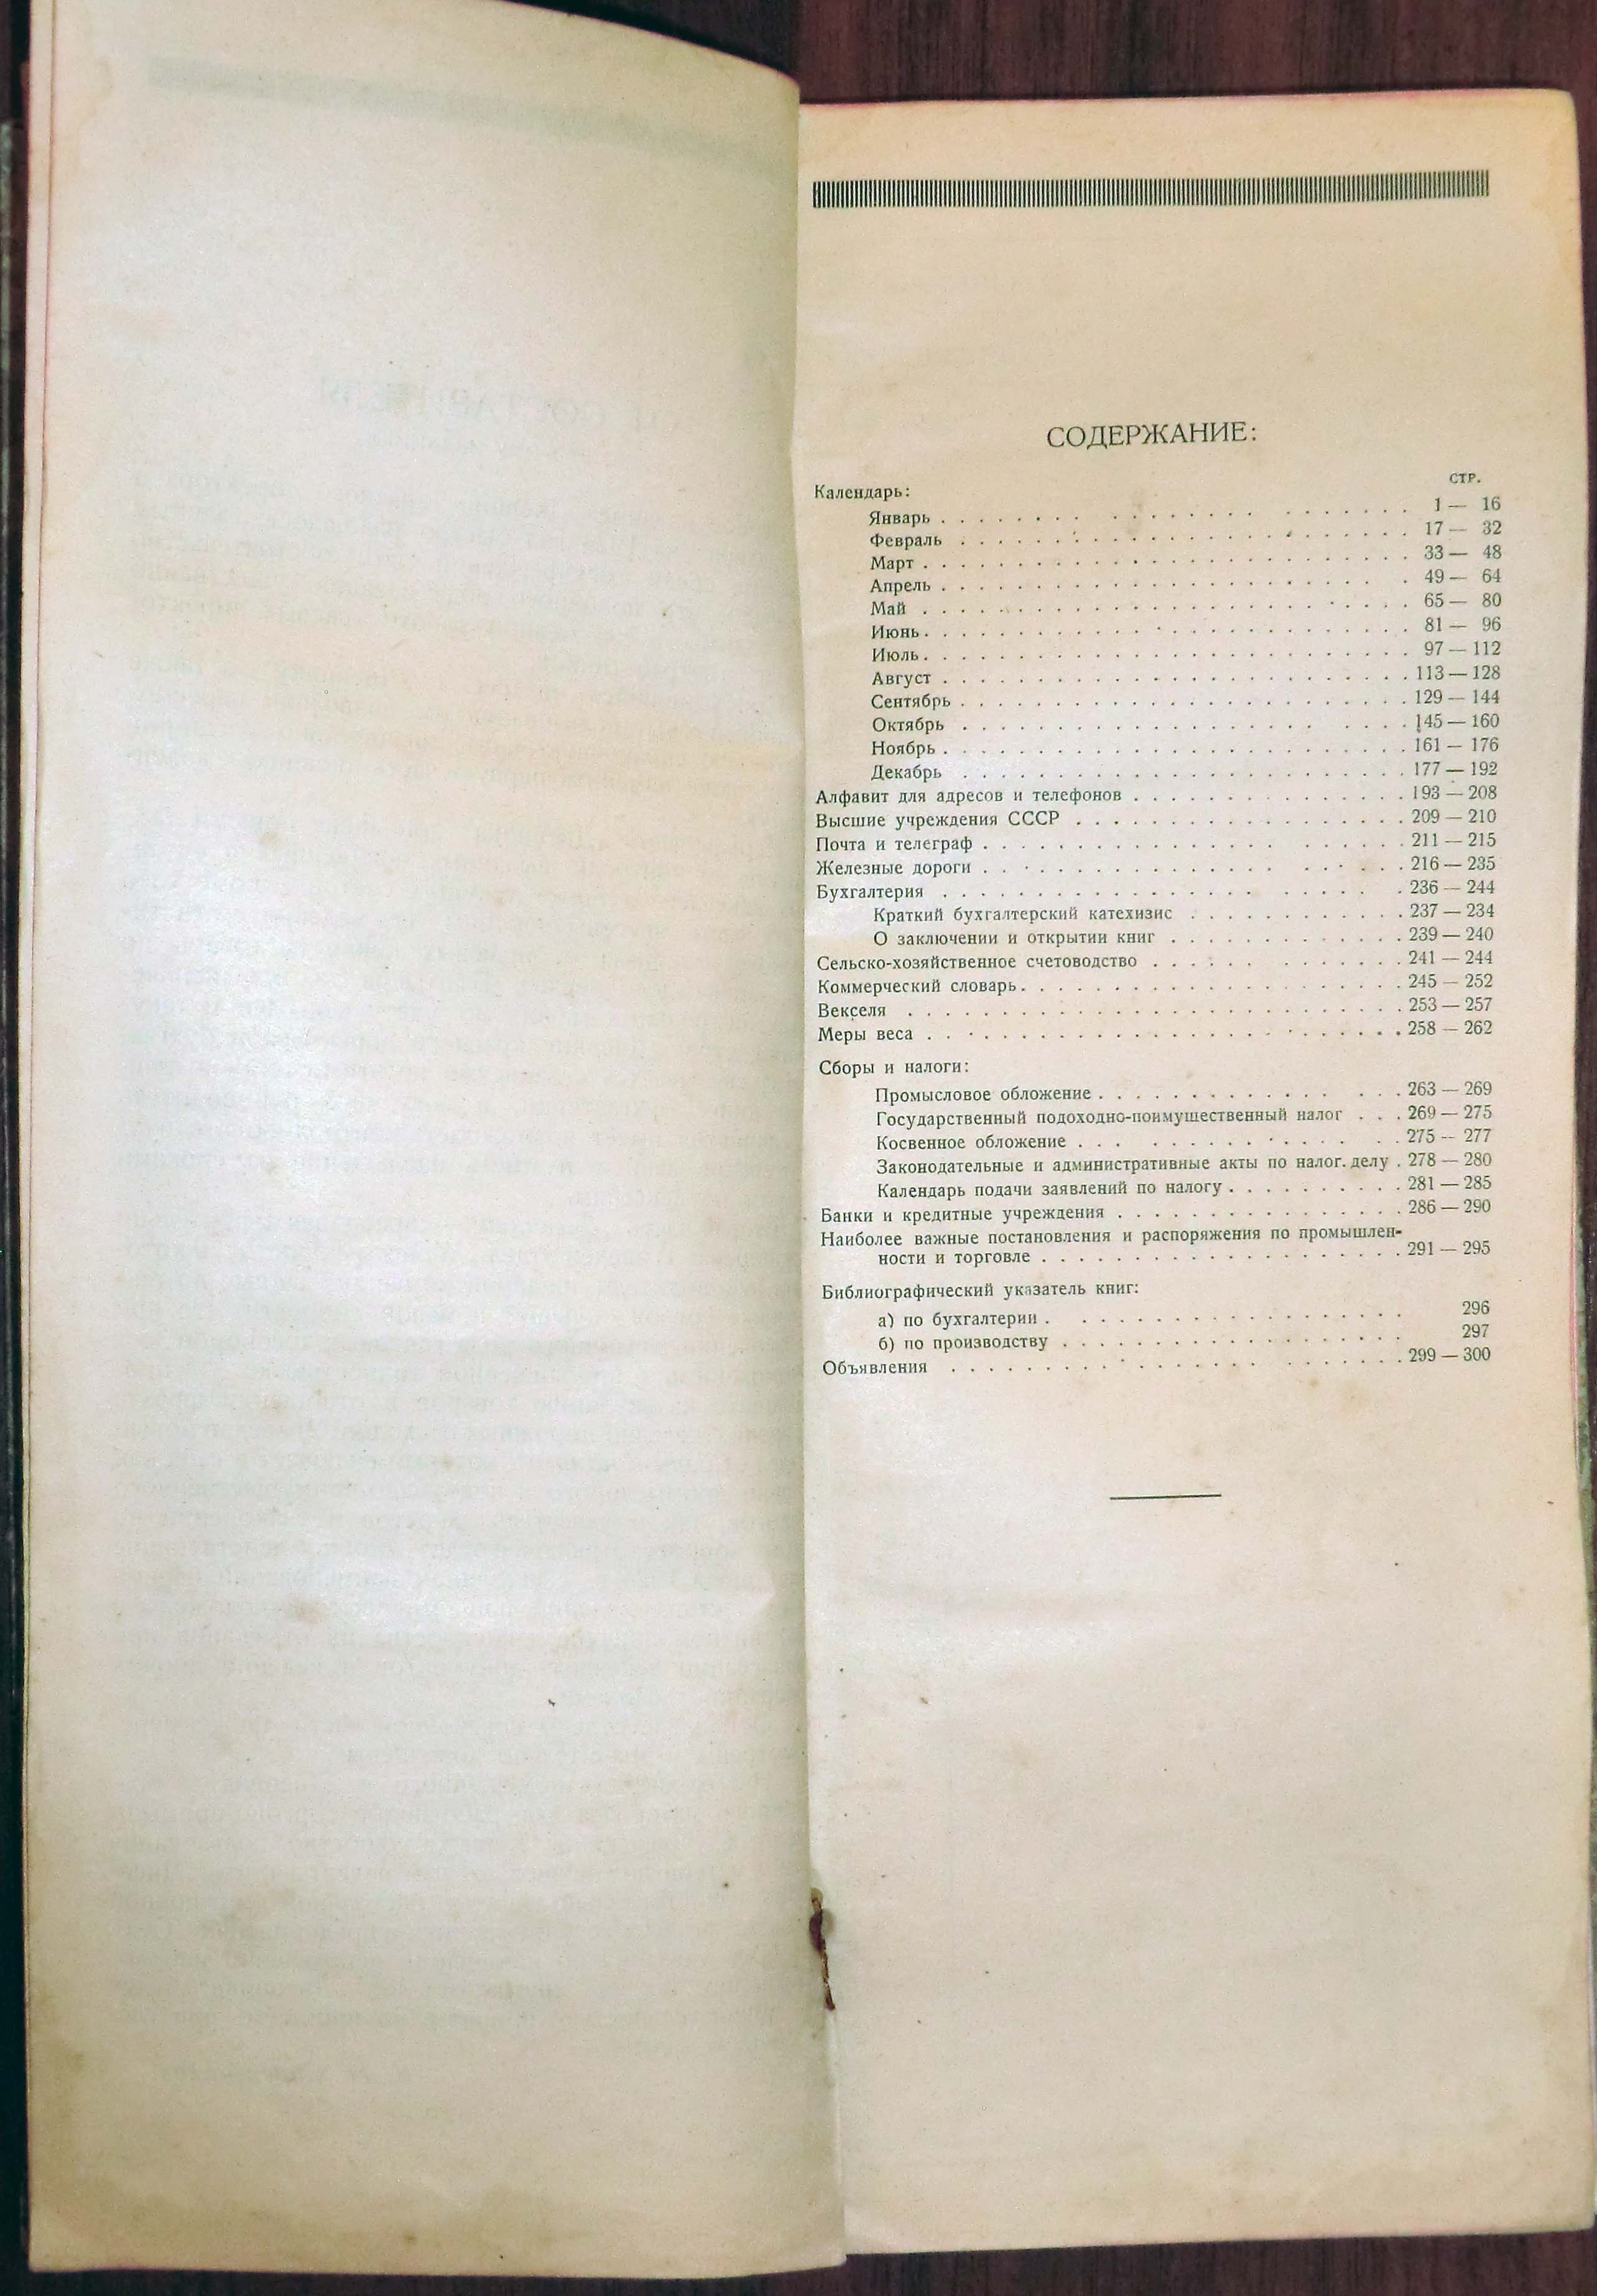 СОДЕРЖАНИЕ:
СТР.
Календарь:
Январь . . . . . . . . . . . . . . . . . . . . . . 1 — 16
Февраль . . . . . . . . . . . . . . . . . . . . . . 17 — 32
Март . . . . . . . . . . . . . . . . . . . . . . 33 — 48
Апрель . . . . . . . . . . . . . . . . . . . . . . 49 — 64
Май . . . . . . . . . . . . . . . . . . . . . . 65 — 80
Июнь . . . . . . . . . . . . . . . . . . . . . . 81 — 96
Июль . . . . . . . . . . . . . . . . . . . . . . 97 — 112
Август . . . . . . . . . . . . . . . . . . . . . . 113 — 128
Сентябрь . . . . . . . . . . . . . . . . . . . . . . 129 — 144
Октябрь . . . . . . . . . . . . . . . . . . . . . . 145 — 160
Ноябрь . . . . . . . . . . . . . . . . . . . . . . 161 — 176
Декабрь . . . . . . . . . . . . . . . . . . . . . . 177 — 192
Алфавит для адресов и телефонов . . . . . . . . . . . . . . 193 — 208
Высшие учреждения СССР . . . . . . . . . . . . . . . . . 209 — 210
Почта и телеграф . . . . . . . . . . . . . . . . . . . . 211 — 215
Железные дороги . . . . . . . . . . . . . . . . . . . . 216 — 235
Бухгалтерия . . . . . . . . . . . . . . . . . . . . . . 236 — 244
Краткий бухгалтерский катехизис . . . . . . . . . . . . 237 — 234
О заключении и открытии книг . . . . . . . . . . . . . 239 — 240
Сельско-хозяйственное счетоводство . . . . . . . . . . . . . 241 — 244
Коммерческий словарь . . . . . . . . . . . . . . . . . . . 245 — 252
Векселя . . . . . . . . . . . . . . . . . . . . . . . . 253 — 257
Меры веса . . . . . . . . . . . . . . . . . . . . . . . 258 — 262
Сборы и налоги:
Промысловое обложение . . . . . . . . . . . . . . . . 263 — 269
Государственный подоходно-поимущественный налог . . . 269 — 275
Косвенное обложение . . . . . . . . . . . . . . . . 275 — 277
Законодательные и административные акты по налог. делу . 278 — 280
Календарь подачи заявлений по налогу . . . . . . . . . . 281 — 285
Банки и кредитные учреждения . . . . . . . . . . . . . . . 286 — 290
Наиболее важные постановления и распоряжения по промышлен-
ности и торговле . . . . . . . . . . . . . . . . . . . 291 — 295
Библиографический указатель книг:
а) по бухгалтерии . . . . . . . . . . . . . . . . . . 296
б) по производству . . . . . . . . . . . . . . . . . . 297
Объявления . . . . . . . . . . . . . . . . . . . . . . 299 — 300